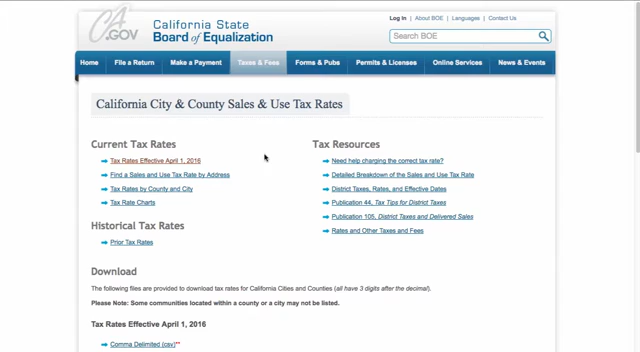 CA
.GOV
California State
Board of Equalization
Log In | About BOE | Languages | Contact Us
Search BOE
Home File a Return Make a Payment Taxes & Fees Forms & Pubs Permits & Licenses Online Services News & Events
California City & County Sales & Use Tax Rates
Current Tax Rates
Tax Rates Effective April 1, 2016
Find a Sales and Use Tax Rate by Address
Tax Rates by County and City
Tax Rate Charts
Historical Tax Rates
Prior Tax Rates
Tax Resources
Need help charging the correct tax rate?
Detailed Breakdown of the Sales and Use Tax Rate
District Taxes, Rates, and Effective Dates
Publication 44, Tax Tips for District Taxes
Publication 105, District Taxes and Delivered Sales
Rates and Other Taxes and Fees
Download
The following files are provided to download tax rates for California Cities and Counties (all have 3 digits after the decimal).
Please Note: Some communities located within a county or a city may not be listed.
Tax Rates Effective April 1, 2016
Comma Delimited (csv)**